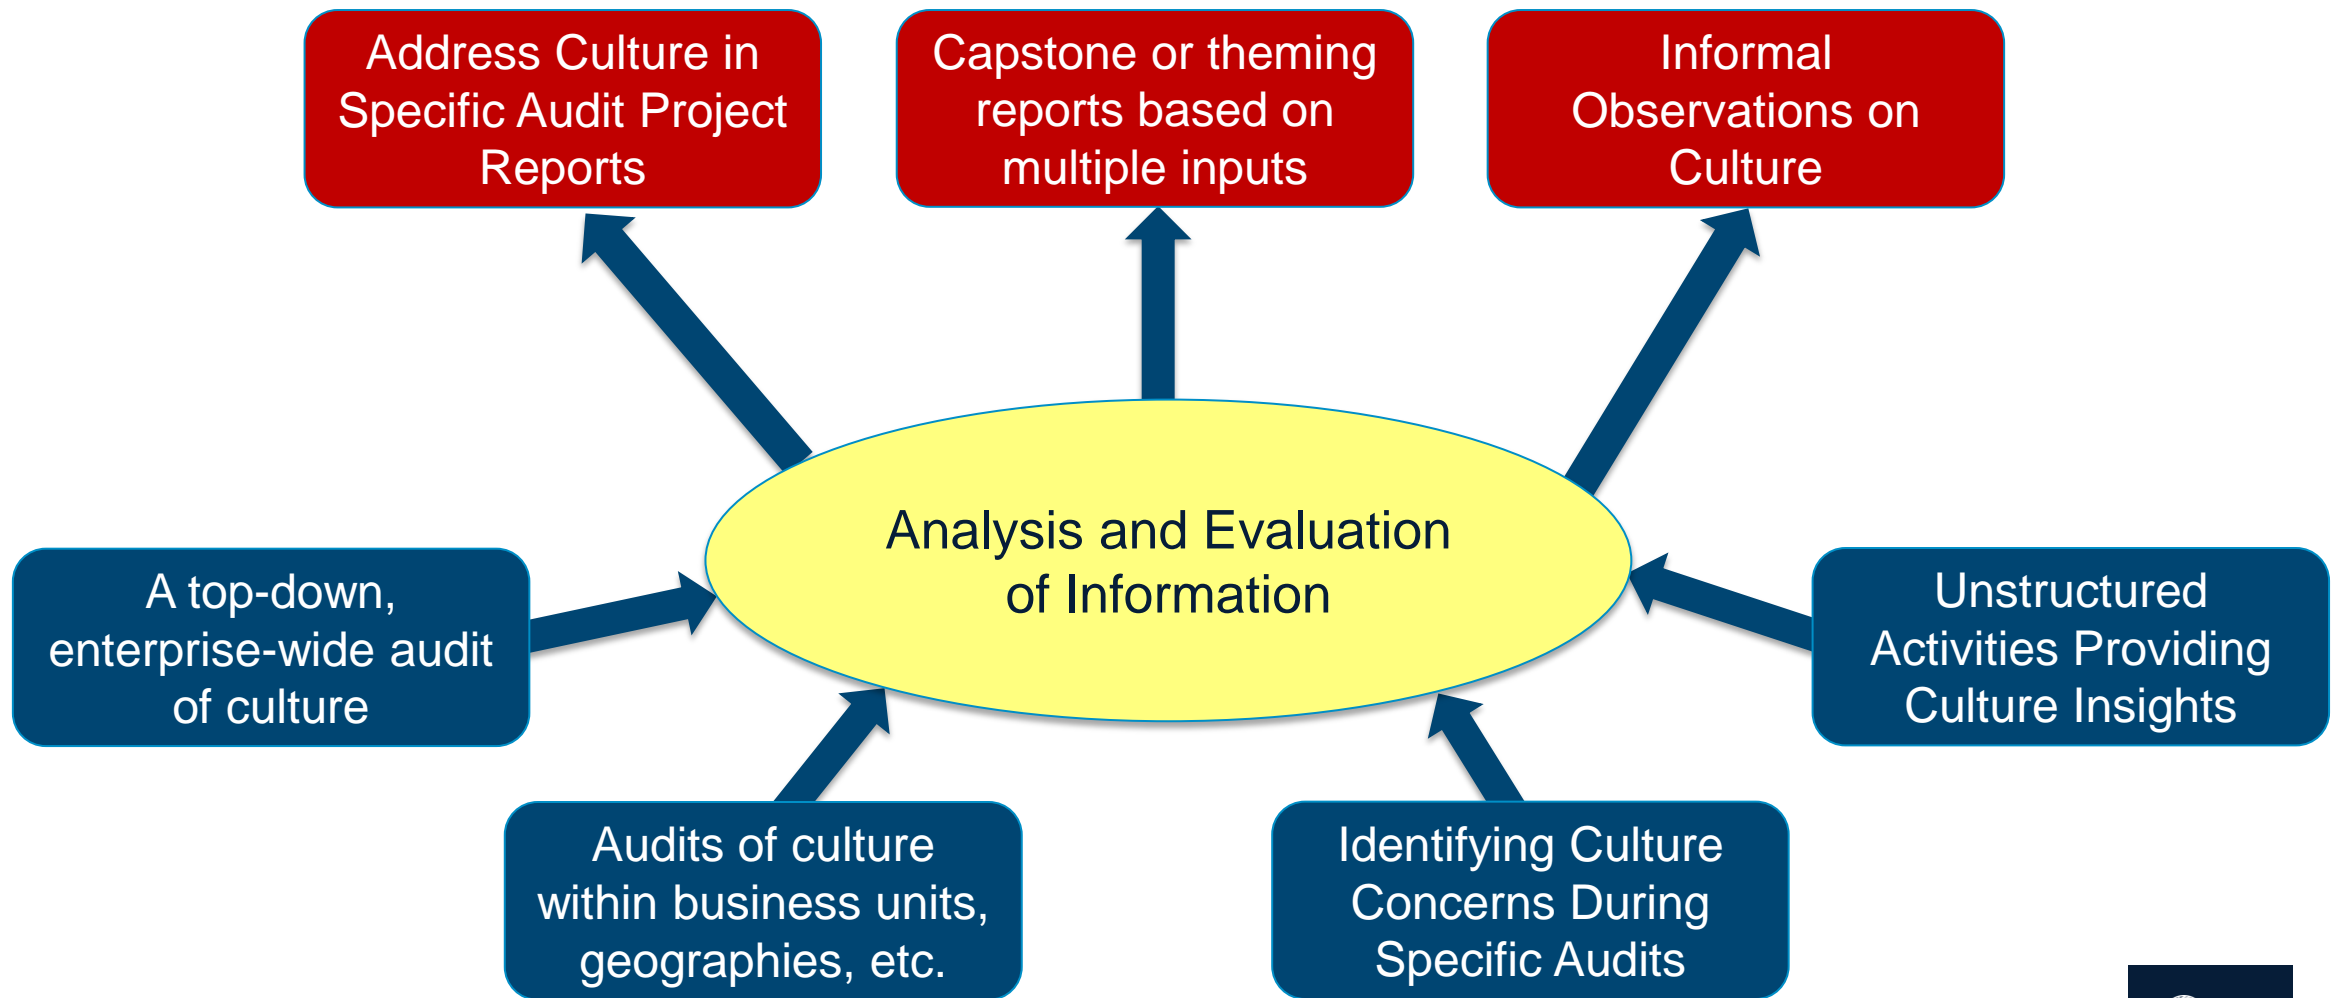 Address Culture in
Specific Audit Project
Reports
Capstone or theming
reports based on
multiple inputs
Informal
Observations on
Culture
Analysis and Evaluation
of Information
A top-down,
enterprise-wide audit
of culture
Unstructured
Activities Providing
Culture Insights
Audits of culture
within business units,
geographies, etc.
Identifying Culture
Concerns During
Specific Audits